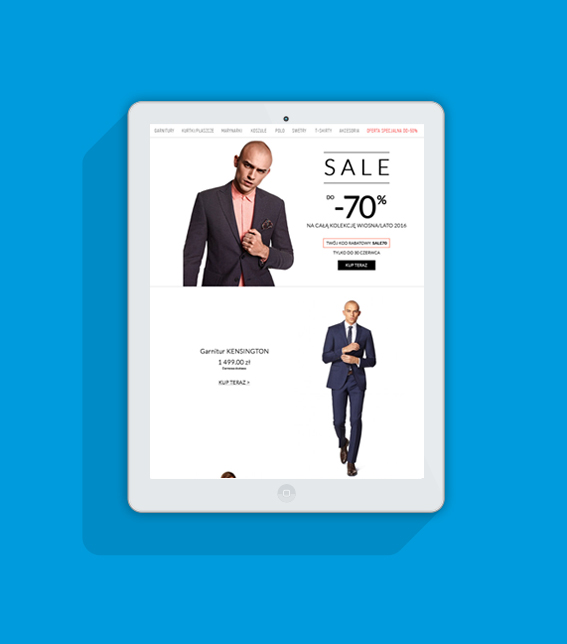 GARNITURY KURTKI/PŁASZCZE MARYNARKI KOSZULE POLO SWETRY T-SHIRTY AKCESORIA OFERTA SPECJALNA DO -50%
SALE
DO -70%
NA CAŁĄ KOLEKCJĘ WIOSNA/LATO 2016
TWÓJ KOD RABATOWY: SALE70
TYLKO DO 30 CZERWCA
KUP TERAZ
Garnitur KENSINGTON
1 499.00 zł
KUP TERAZ >